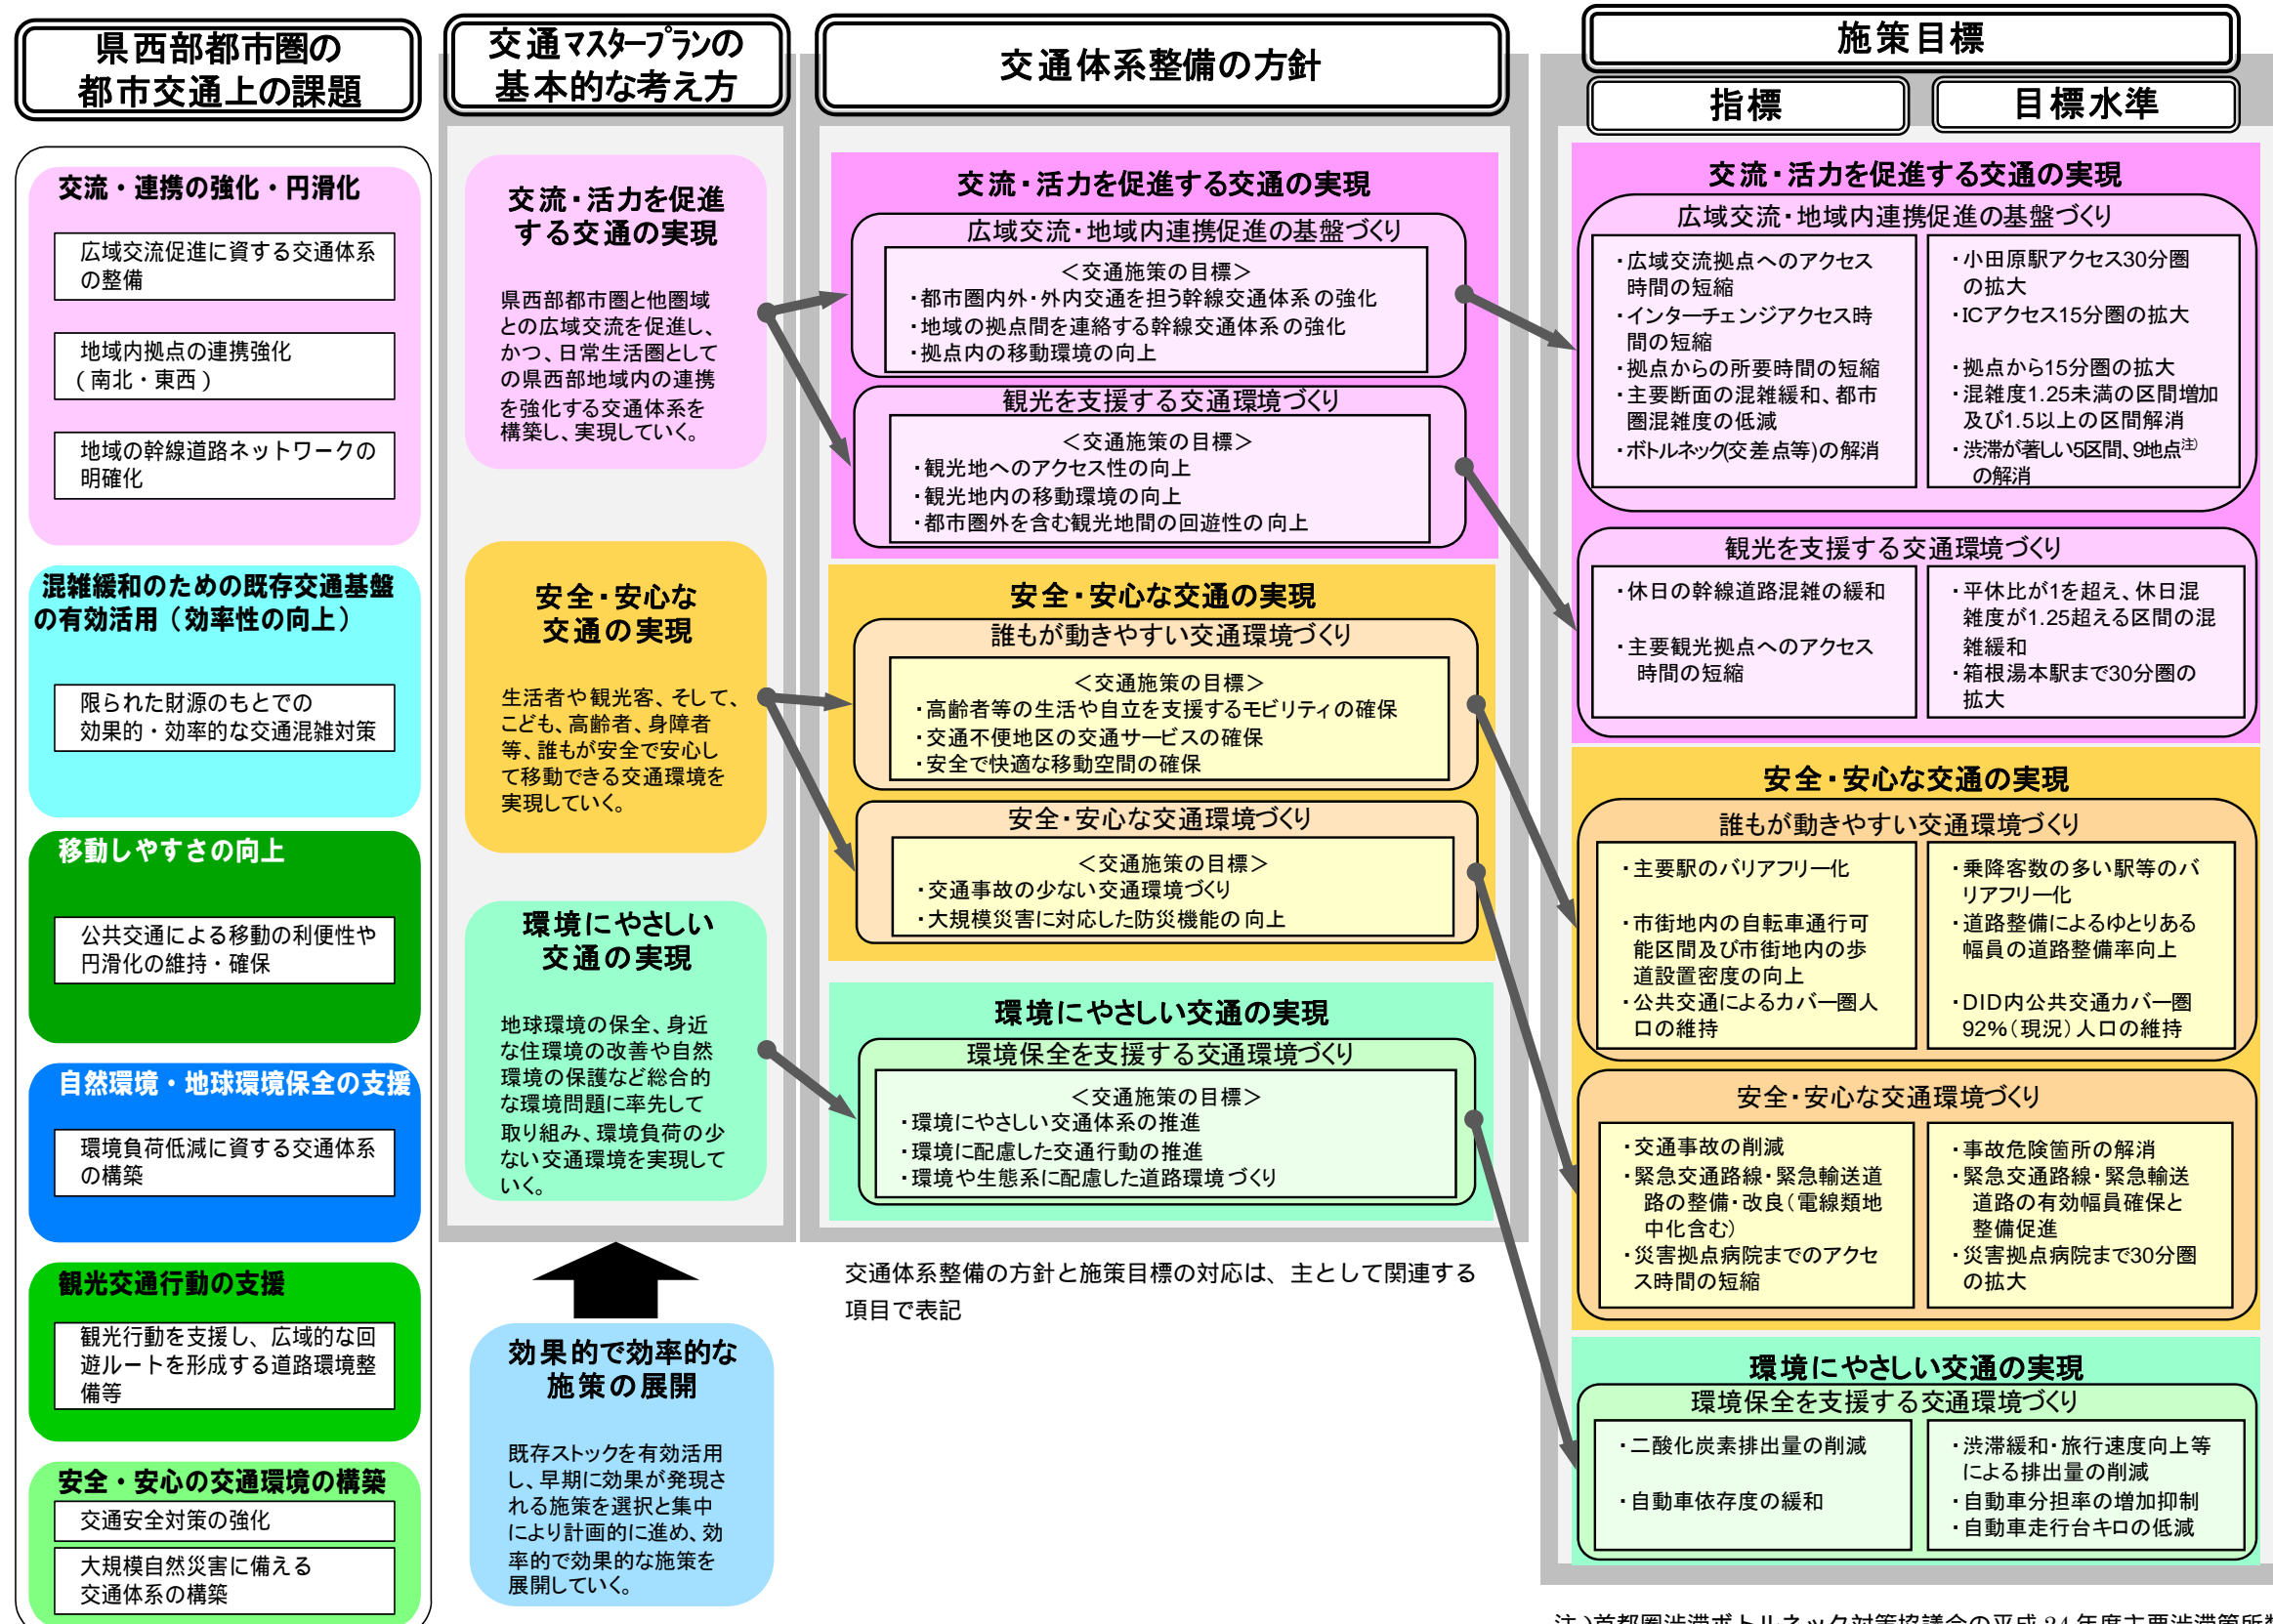 県西部都市圏の
都市交通上の課題
交流・連携の強化・円滑化
広域交流促進に資する交通体系
の整備
地域内拠点の連携強化
(南北・東西)
地域の幹線道路ネットワークの
明確化
混雑緩和のための既存交通基盤
の有効活用（効率性の向上）
限られた財源のもとでの
効果的・効率的な交通混雑対策
移動しやすさの向上
公共交通による移動の利便性や
円滑化の維持・確保
自然環境・地球環境保全の支援
環境負荷低減に資する交通体系
の構築
観光交通行動の支援
観光行動を支援し、広域的な回
遊ルートを形成する道路環境整
備等
安全・安心の交通環境の構築
交通安全対策の強化
大規模自然災害に備える
交通体系の構築
交通マスタープランの
基本的な考え方
交流・活力を促進
する交通の実現
県西部都市圏と他圏域
との広域交流を促進し、
かつ、日常生活圏として
の県西部地域内の連携
を強化する交通体系を
構築し、実現していく。
安全・安心な
交通の実現
生活者や観光客、そして、
こども、高齢者、身障者
等、誰もが安全で安心し
て移動できる交通環境を
実現していく。
環境にやさしい
交通の実現
地球環境の保全、身近
な住環境の改善や自然
環境の保護など総合的
な環境問題に率先して
取り組み、環境負荷の少
ない交通環境を実現して
いく。
効果的で効率的な
施策の展開
既存ストックを有効活用
し、早期に効果が発現さ
れる施策を選択と集中
により計画的に進め、効
率的で効果的な施策を
展開していく。
交通体系整備の方針
交流・活力を促進する交通の実現
広域交流・地域内連携促進の基盤づくり
＜交通施策の目標＞
・都市圏内外・外内交通を担う幹線交通体系の強化
・地域の拠点間を連絡する幹線交通体系の強化
・拠点内の移動環境の向上
観光を支援する交通環境づくり
＜交通施策の目標＞
・観光地へのアクセス性の向上
・観光地内の移動環境の向上
・都市圏外を含む観光地間の回遊性の向上
安全・安心な交通の実現
誰もが動きやすい交通環境づくり
＜交通施策の目標＞
・高齢者等の生活や自立を支援するモビリティの確保
・交通不便地区の交通サービスの確保
・安全で快適な移動空間の確保
安全・安心な交通環境づくり
＜交通施策の目標＞
・交通事故の少ない交通環境づくり
・大規模災害に対応した防災機能の向上
環境にやさしい交通の実現
環境保全を支援する交通環境づくり
＜交通施策の目標＞
・環境にやさしい交通体系の推進
・環境に配慮した交通行動の推進
・環境や生態系に配慮した道路環境づくり
交通体系整備の方針と施策目標の対応は、主として関連する
項目で表記
施策目標
指標
目標水準
交流・活力を促進する交通の実現
広域交流・地域内連携促進の基盤づくり
・広域交流拠点へのアクセス
時間の短縮
・インターチェンジアクセス時
間の短縮
・拠点からの所要時間の短縮
・主要断面の混雑緩和、都市
圏混雑度の低減
・ボトルネック(交差点等)の解消
・小田原駅アクセス30分圏
の拡大
・ICアクセス15分圏の拡大
・拠点から15分圏の拡大
・混雑度1.25未満の区間増加
及び1.5以上の区間解消
・渋滞が著しい5区間、9地点注)
の解消
観光を支援する交通環境づくり
・休日の幹線道路混雑の緩和
・主要観光拠点へのアクセス
時間の短縮
・平休比が1を超え、休日混
雑度が1.25超える区間の混
雑緩和
・箱根湯本駅まで30分圏の
拡大
安全・安心な交通の実現
誰もが動きやすい交通環境づくり
・主要駅のバリアフリー化
・市街地内の自転車通行可
能区間及び市街地内の歩
道設置密度の向上
・公共交通によるカバー圏人
口の維持
・乗降客数の多い駅等のバ
リアフリー化
・道路整備によるゆとりある
幅員の道路整備率向上
・DID内公共交通カバー圏
92%（現況）人口の維持
安全・安心な交通環境づくり
・交通事故の削減
・緊急交通路線・緊急輸送道
路の整備・改良（電線類地
中化含む）
・災害拠点病院までのアクセ
ス時間の短縮
・事故危険箇所の解消
・緊急交通路線・緊急輸送
道路の有効幅員確保と
整備促進
・災害拠点病院まで30分圏
の拡大
環境にやさしい交通の実現
環境保全を支援する交通環境づくり
・二酸化炭素排出量の削減
・自動車依存度の緩和
・渋滞緩和・旅行速度向上等
による排出量の削減
・自動車分担率の増加抑制
・自動車走行台キロの低減
注)首都圏渋滞ボトルネック対策協議会の平成 24 年度主要渋滞箇所数